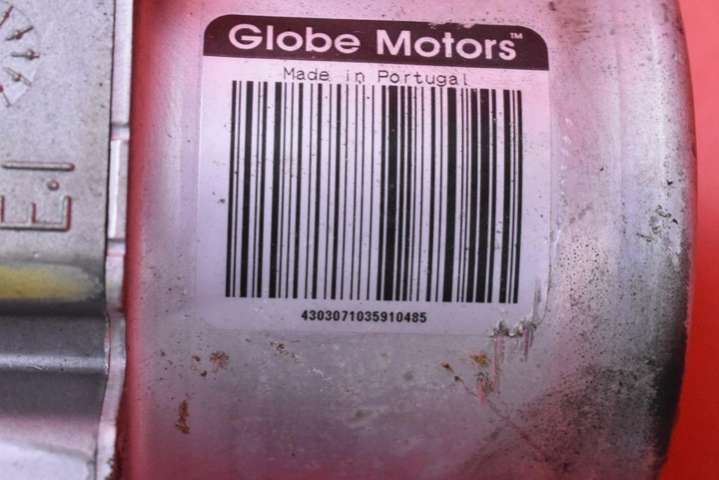 Globe Motors™
Made in Portugal
4303071035910485
E.I